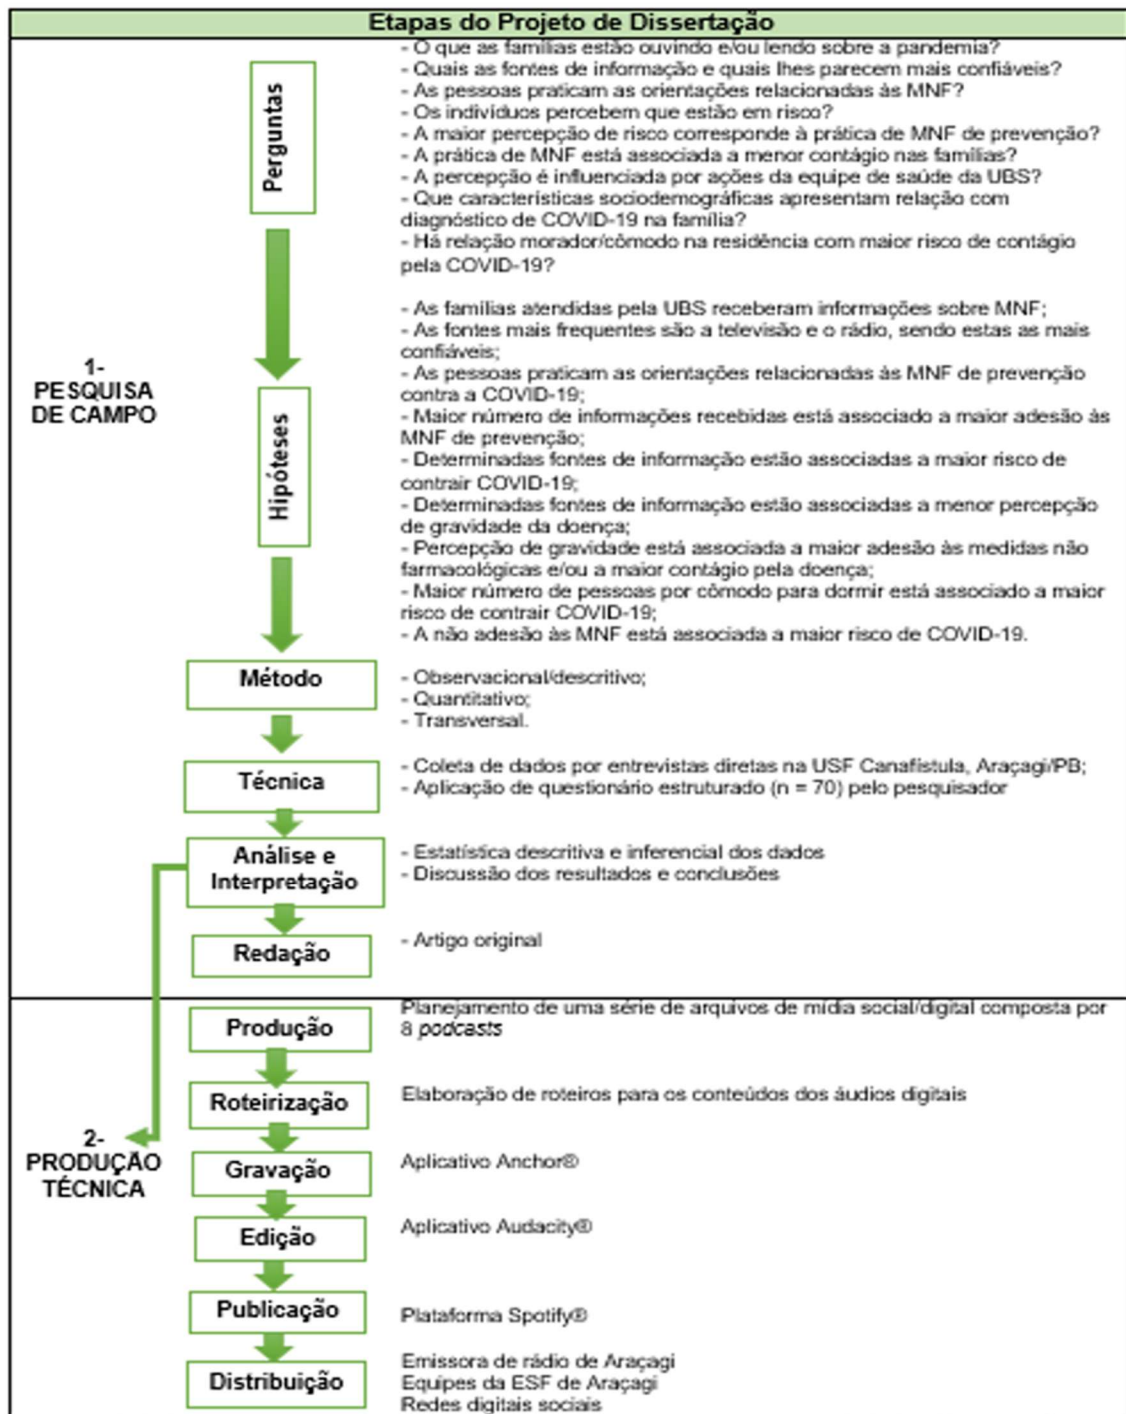 Etapas do Projeto de Dissertação
1-
PESQUISA
DE CAMPO
Perguntas
- O que as famílias estão ouvindo e/ou lendo sobre a pandemia?
- Quais as fontes de informação e quais lhes parecem mais confiáveis?
- As pessoas praticam as orientações relacionadas às MNF?
- Os indivíduos percebem que estão em risco?
- A maior percepção de risco corresponde à prática de MNF de prevenção?
- A prática de MNF está associada a menor contágio nas famílias?
- A percepção é influenciada por ações da equipe de saúde da UBS?
- Que características sociodemográficas apresentam relação com
diagnóstico de COVID-19 na família?
- Há relação morador/cômodo na residência com maior risco de contágio
pela COVID-19?
Hipóteses
- As famílias atendidas pela UBS receberam informações sobre MNF;
- As fontes mais frequentes são a televisão e o rádio, sendo estas as mais
confiáveis;
- As pessoas praticam as orientações relacionadas às MNF de prevenção
contra a COVID-19;
- Maior número de informações recebidas está associado a maior adesão às
MNF de prevenção;
- Determinadas fontes de informação estão associadas a maior risco de
contrair COVID-19;
- Determinadas fontes de informação estão associadas a menor percepção
de gravidade da doença;
- Percepção de gravidade está associada a maior adesão às medidas não
farmacológicas e/ou a maior contágio pela doença;
- Maior número de pessoas por cômodo para dormir está associado a maior
risco de contrair COVID-19;
- A não adesão às MNF está associada a maior risco de COVID-19.
Método
- Observacional/descritivo;
- Quantitativo;
- Transversal.
Técnica
- Coleta de dados por entrevistas diretas na USF Canafístula, Araçagi/PB;
- Aplicação de questionário estruturado (n = 70) pelo pesquisador
Análise e
Interpretação
- Estatística descritiva e inferencial dos dados
- Discussão dos resultados e conclusões
Redação
- Artigo original
2-
PRODUÇÃO
TÉCNICA
Produção
Planejamento de uma série de arquivos de mídia social/digital composta por
8 podcasts
Roteirização
Elaboração de roteiros para os conteúdos dos áudios digitais
Gravação
Aplicativo Anchor®
Edição
Aplicativo Audacity®
Publicação
Plataforma Spotify®
Distribuição
Emissora de rádio de Araçagi
Equipes da ESF de Araçagi
Redes digitais sociais